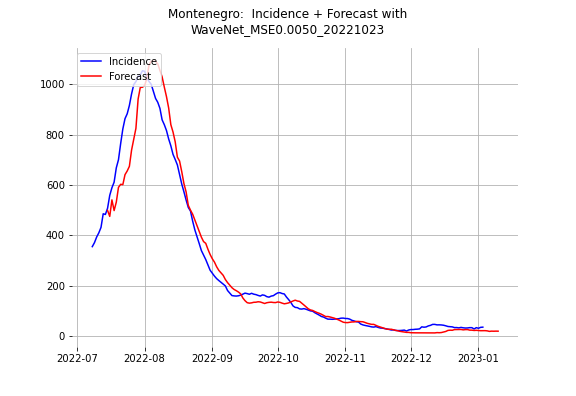 Montenegro:  Incidence + Forecast with
WaveNet_MSE0.0050_20221023
Incidence
Forecast
1000
800
600
400
200
0
2022-07 2022-08 2022-09 2022-10 2022-11 2022-12 2023-01